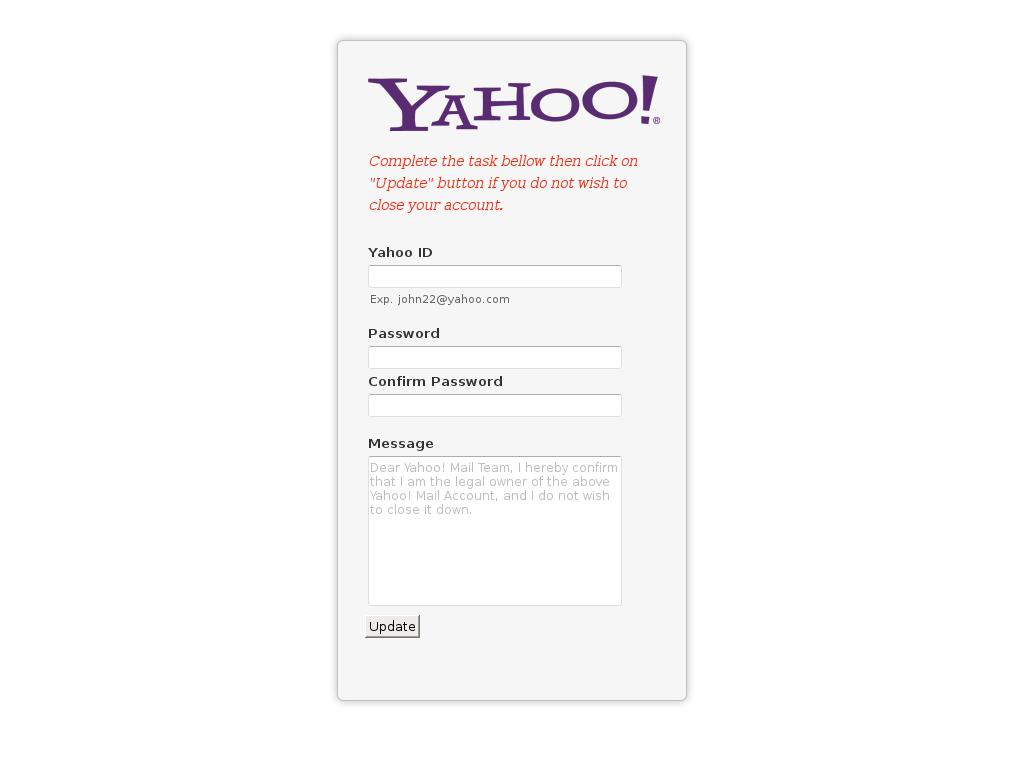 YAHOO!®
Complete the task bellow then click on
"Update" button if you do not wish to
close your account.
Yahoo ID
Exp. john22@yahoo.com
Password
Confirm Password
Message
Dear Yahoo! Mail Team, I hereby confirm
that I am the legal owner of the above
Yahoo! Mail Account, and I do not wish
to close it down.
Update